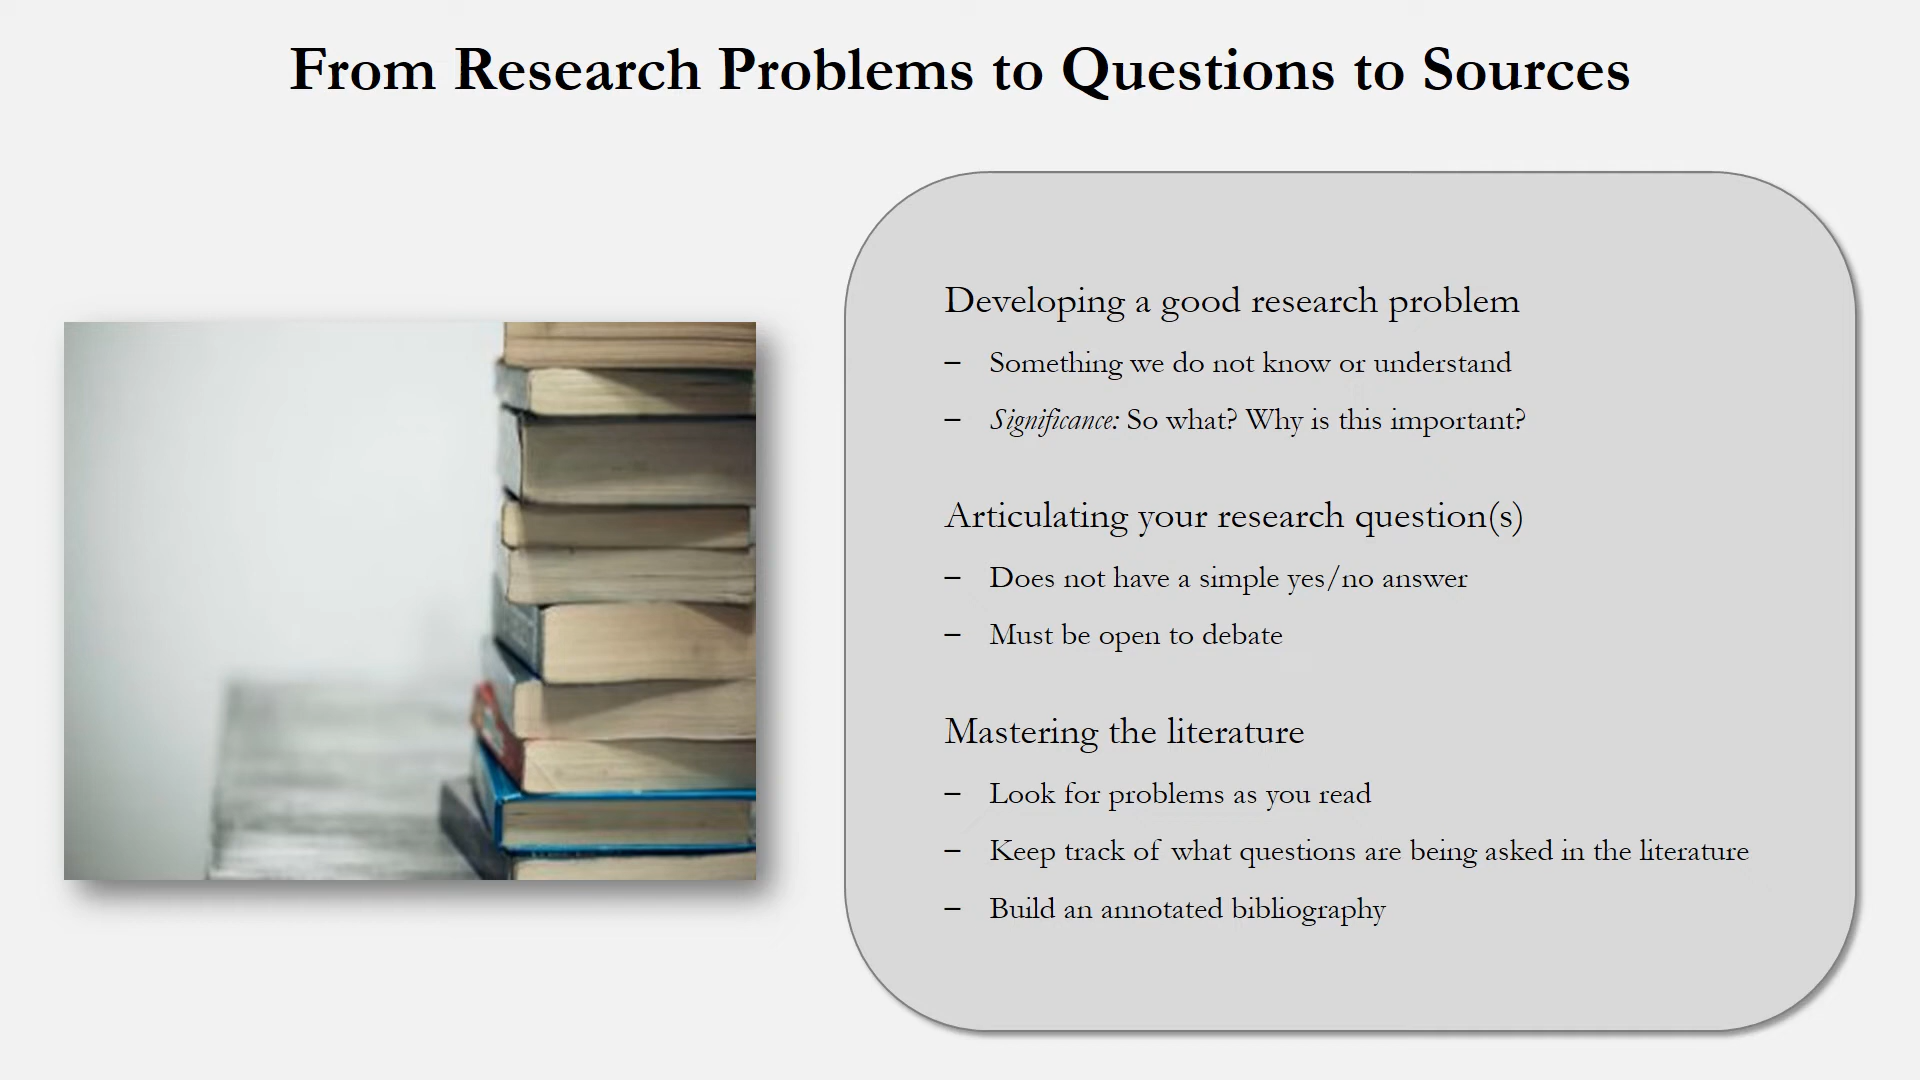 From Research Problems to Questions to Sources
Developing a good research problem
– Something we do not know or understand
– Significance: So what? Why is this important?
Articulating your research question(s)
– Does not have a simple yes/no answer
– Must be open to debate
Mastering the literature
– Look for problems as you read
– Keep track of what questions are being asked in the literature
– Build an annotated bibliography